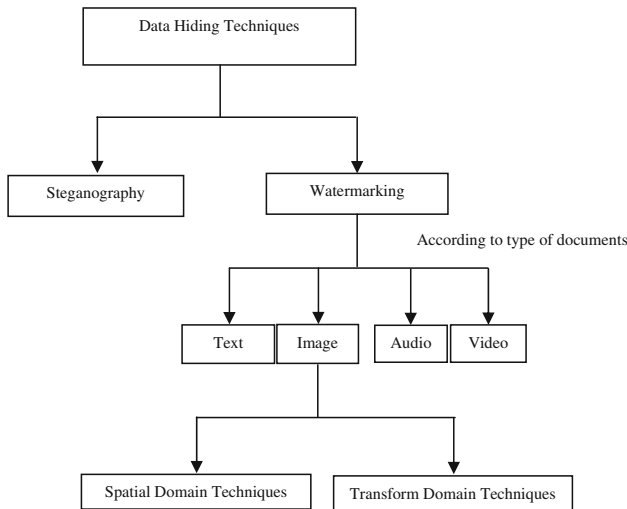 Data Hiding Techniques
Steganography
Watermarking
According to type of documents
Text
Image
Audio
Video
Spatial Domain Techniques
Transform Domain Techniques